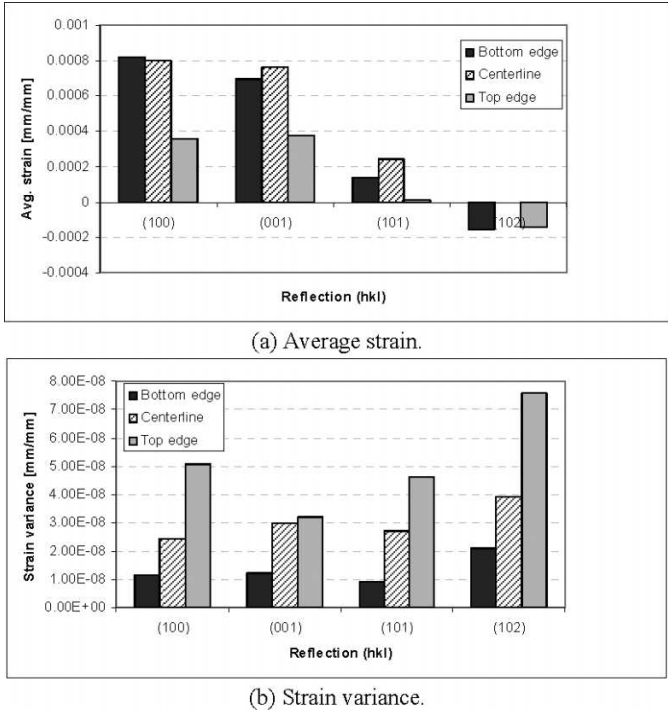 0.001
0.0008
0.0006
0.0004
0.0002
0
-0.0002
-0.0004
Avg. strain [mm/mm]
Bottom edge
Centerline
Top edge
(100) (001) (101) (102)
Reflection (hkl)
(a) Average strain.
8.00E-08
7.00E-08
6.00E-08
5.00E-08
4.00E-08
3.00E-08
2.00E-08
1.00E-08
0.00E+00
Strain variance [mm/mm]
Bottom edge
Centerline
Top edge
(100) (001) (101) (102)
Reflection (hkl)
(b) Strain variance.